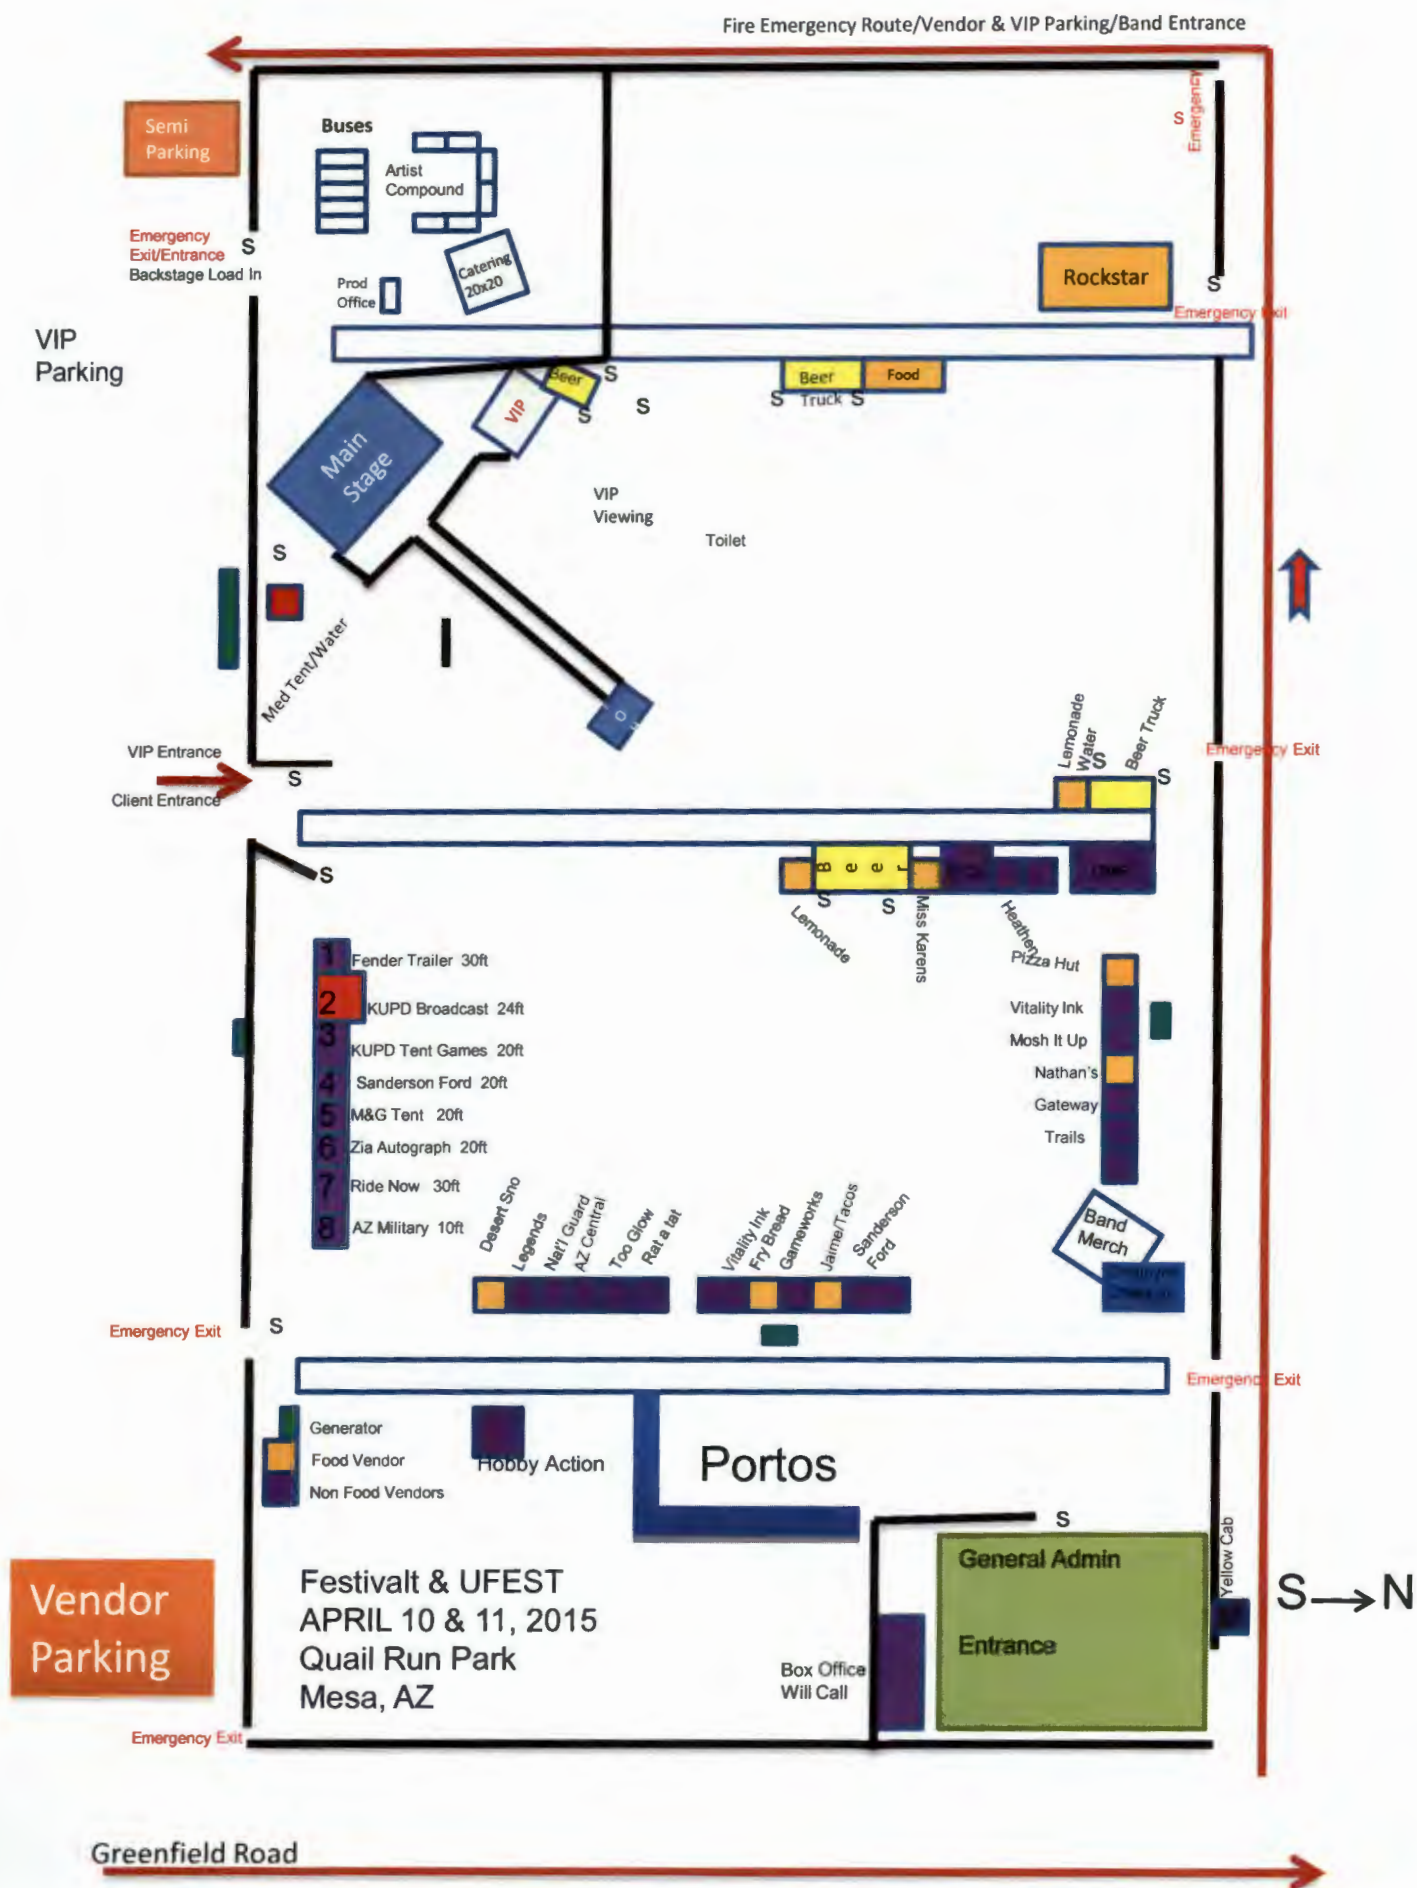 Fire Emergency Route/Vendor & VIP Parking/Band Entrance
Semi
Parking
Buses
Artist
Compound
Emergency
S
Emergency
Exit/Entrance
S
Backstage Load In
Catering
20x20
Prod
Office
Rockstar
S
Emergency Exit
VIP
Parking
Beer
S
VIP
S
S
Beer
Food
S
Truck
S
Main
Stage
VIP
Viewing
Toilet
S
Med Tent/Water
VIP Entrance
S
Client Entrance
Lemonade
Water
S
Beer Truck
S
Emergency Exit
S
Beer
S
S
Lemonade
Miss Karens
Heathen
1
Fender Trailer 30ft
2
KUPD Broadcast 24ft
3
KUPD Tent Games 20ft
4
Sanderson Ford 20ft
5
M&G Tent 20ft
6
Zia Autograph 20ft
7
Ride Now 30ft
8
AZ Military 10ft
Pizza Hut
Vitality Ink
Mosh It Up
Nathan's
Gateway
Trails
Desert Sno
Legends
Nat'l Guard
AZ Central
Too Glow
Rat a tat
Vitality Ink
Fry Bread
Gameworks
Jaime/Tacos
Sanderson
Ford
Band
Merch
Emergency Exit
S
Emergency Exit
Generator
Food Vendor
Non Food Vendors
Hobby Action
Portos
S
General Admin
Entrance
Yellow Cab
S N
Box Office
Will Call
Vendor
Parking
Festivalt & UFEST
APRIL 10 & 11, 2015
Quail Run Park
Mesa, AZ
Emergency Exit
Greenfield Road